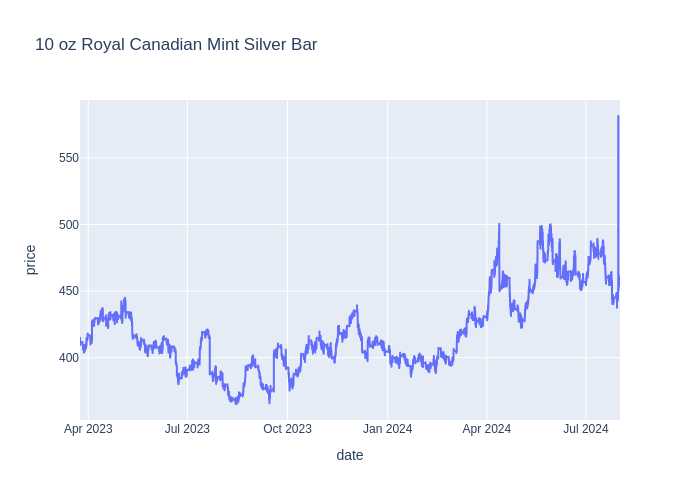 10 oz Royal Canadian Mint Silver Bar
550
500
450
400
price
Apr 2023
Jul 2023
Oct 2023
Jan 2024
Apr 2024
Jul 2024
date